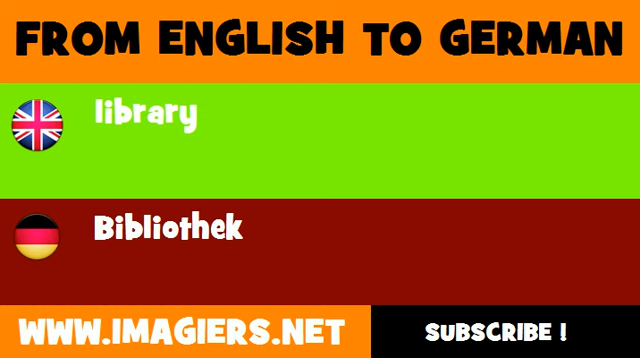 FROM ENGLISH TO GERMAN
library
Bibliothek
WWW.IMAGIERS.NET
SUBSCRIBE !